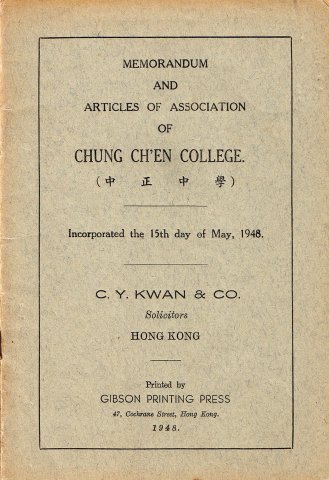 MEMORANDUM
AND
ARTICLES OF ASSOCIATION
OF
CHUNG CH'EN COLLEGE.
(中正中學)
Incorporated the 15th day of May, 1948.
C. Y. KWAN & CO.
Solicitors
HONG KONG
Printed by
GIBSON PRINTING PRESS
47, Cochrane Street, Hong Kong.
1948.